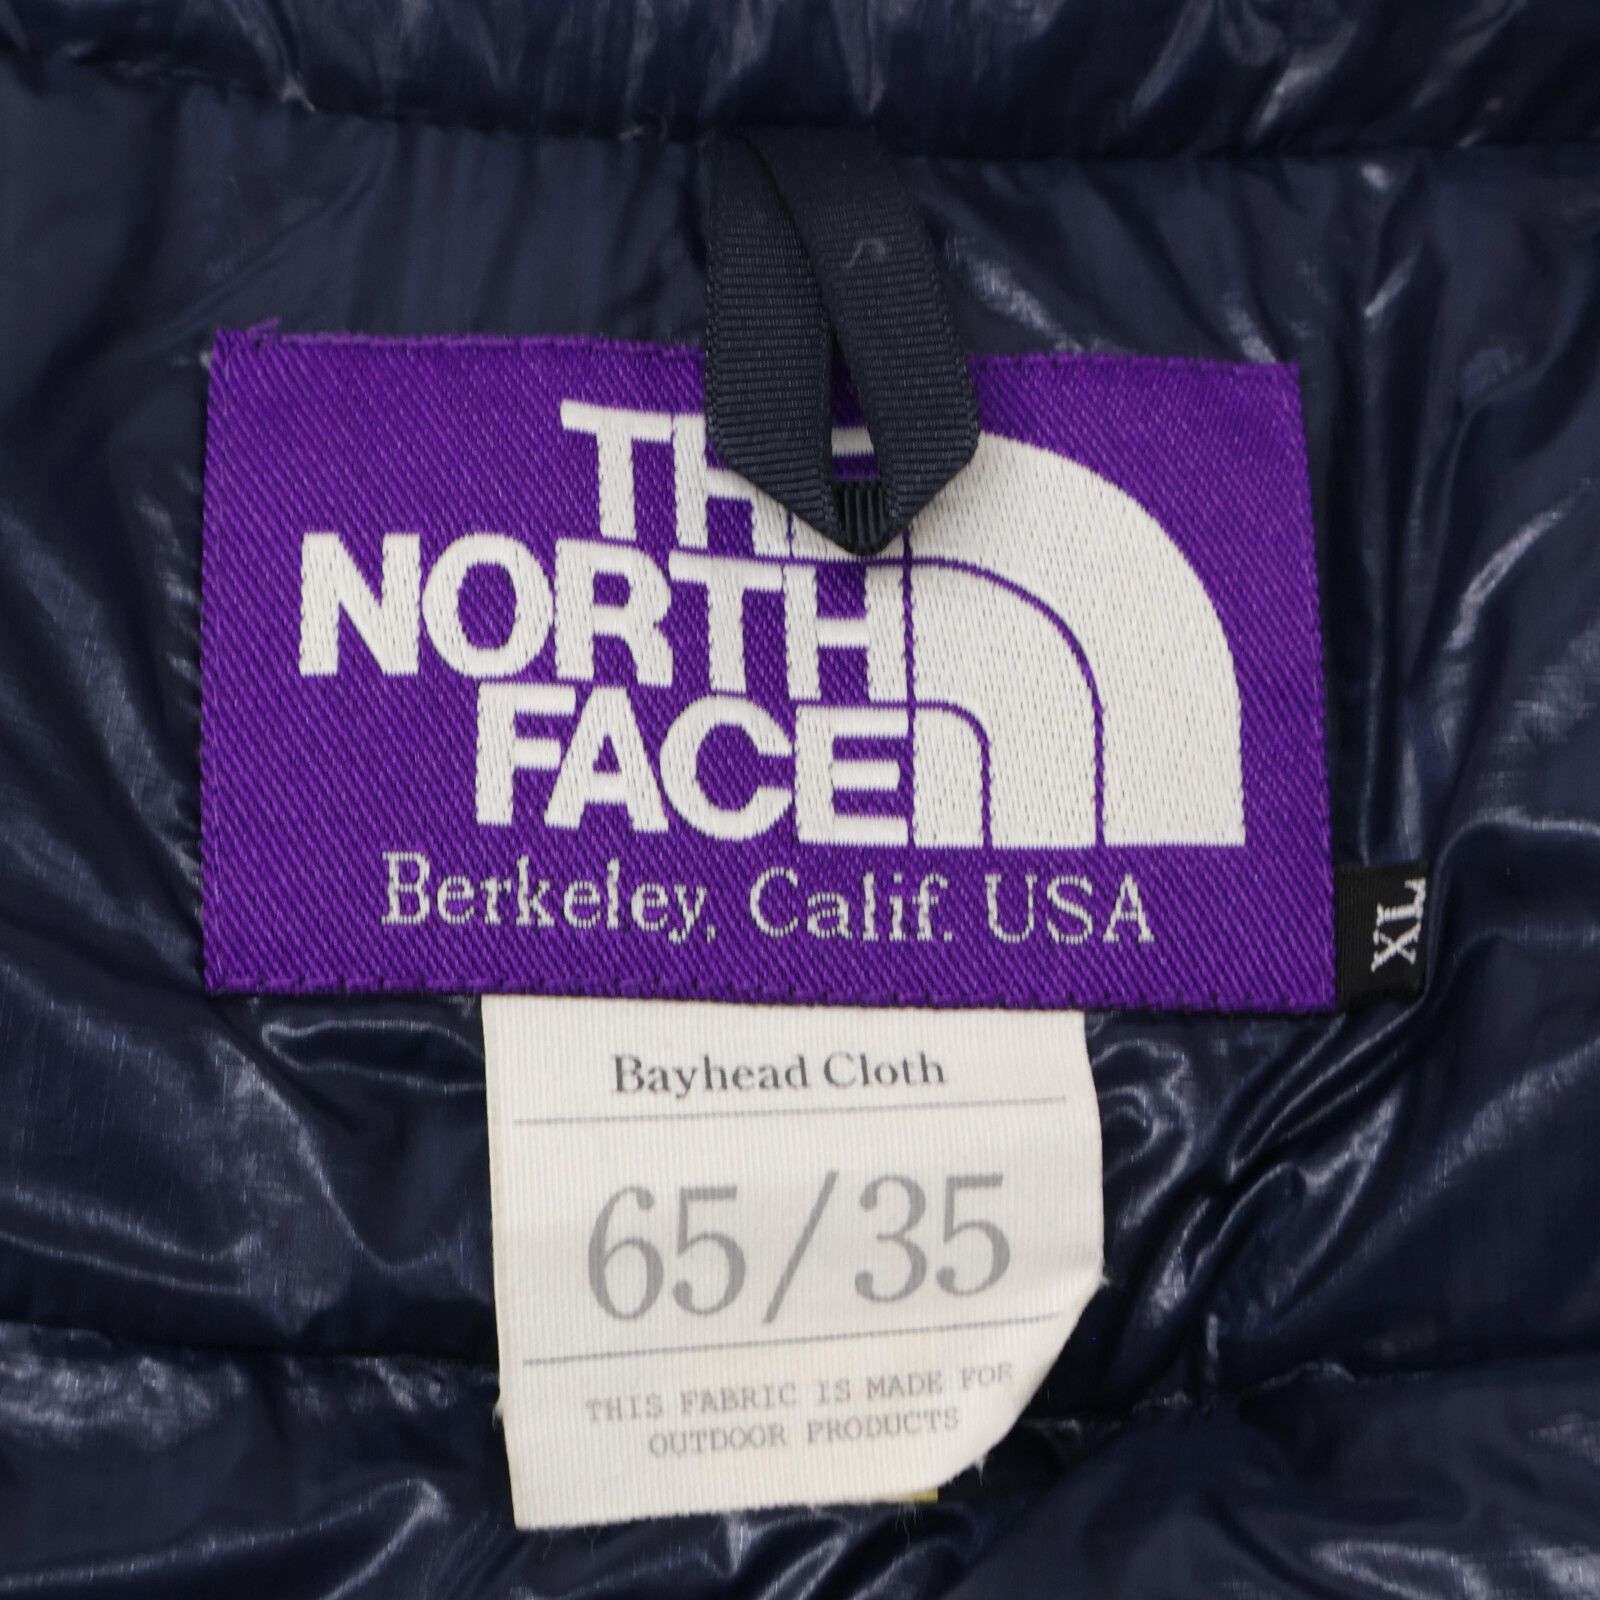 THE
NORTH
FACE
Berkeley, Calif. USA
XL
Bayhead Cloth
65/35
THIS FABRIC IS MADE FOR
OUTDOOR PRODUCTS